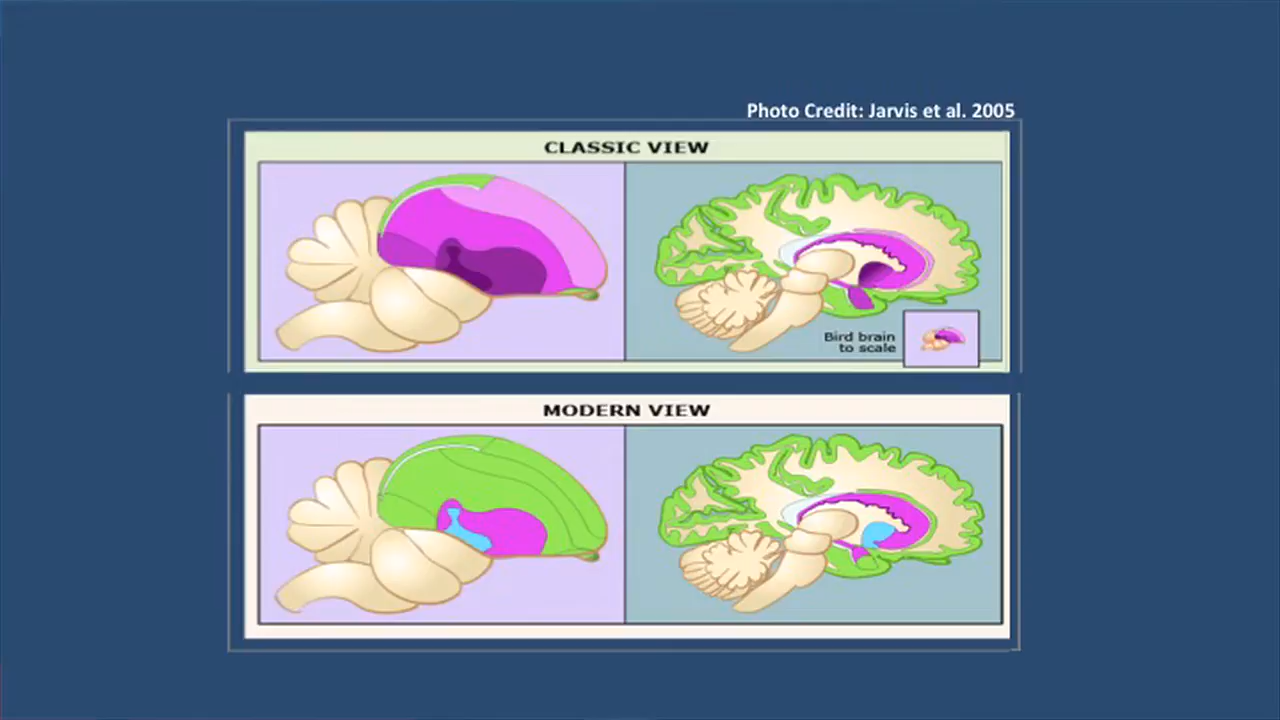 Photo Credit: Jarvis et al. 2005
CLASSIC VIEW
Bird brain
to scale
MODERN VIEW